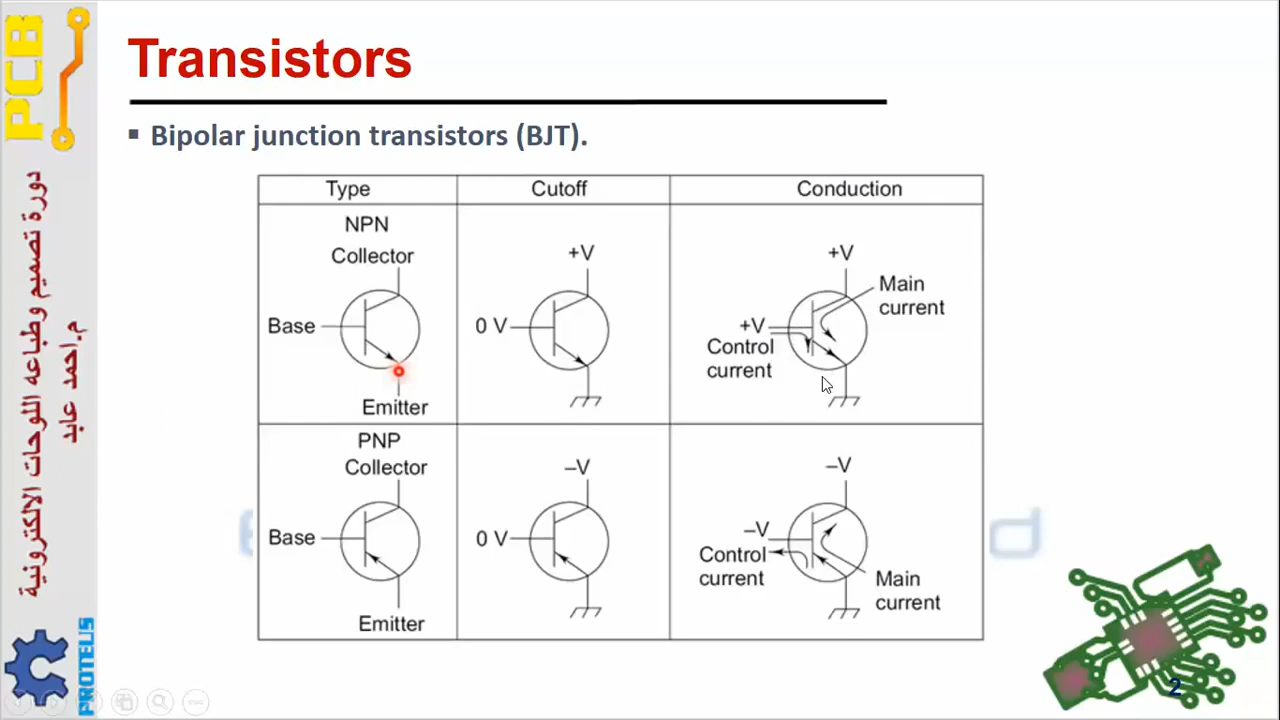 PCB
دورة تصميم وطباعه اللوحات الالكترونية
م.احمد عابد
PROTEUS
Transistors
▪ Bipolar junction transistors (BJT).
Type Cutoff Conduction
NPN
Collector
Base
Emitter
+V
0 V
+V
+V
Control
current
Main
current
PNP
Collector
Base
Emitter
–V
0 V
–V
–V
Control
current
Main
current
2